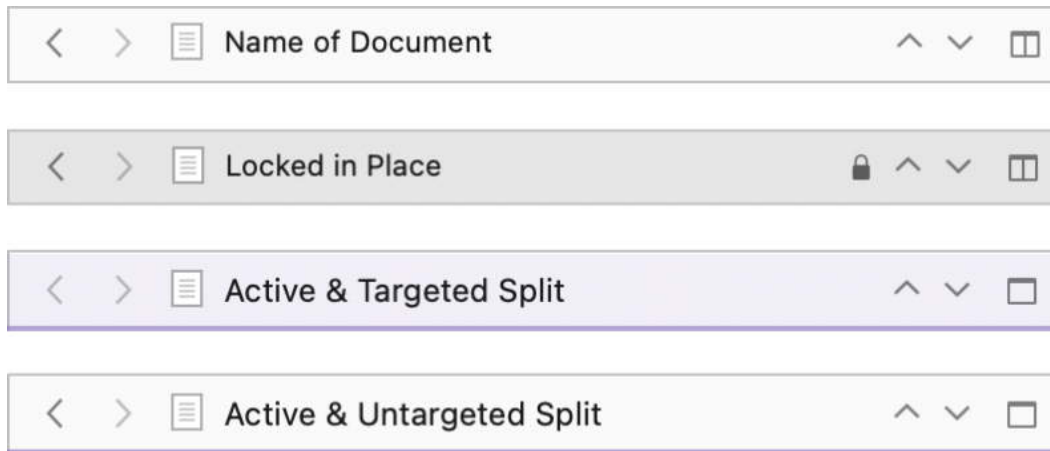 Name of Document
Locked in Place
Active & Targeted Split
Active & Untargeted Split